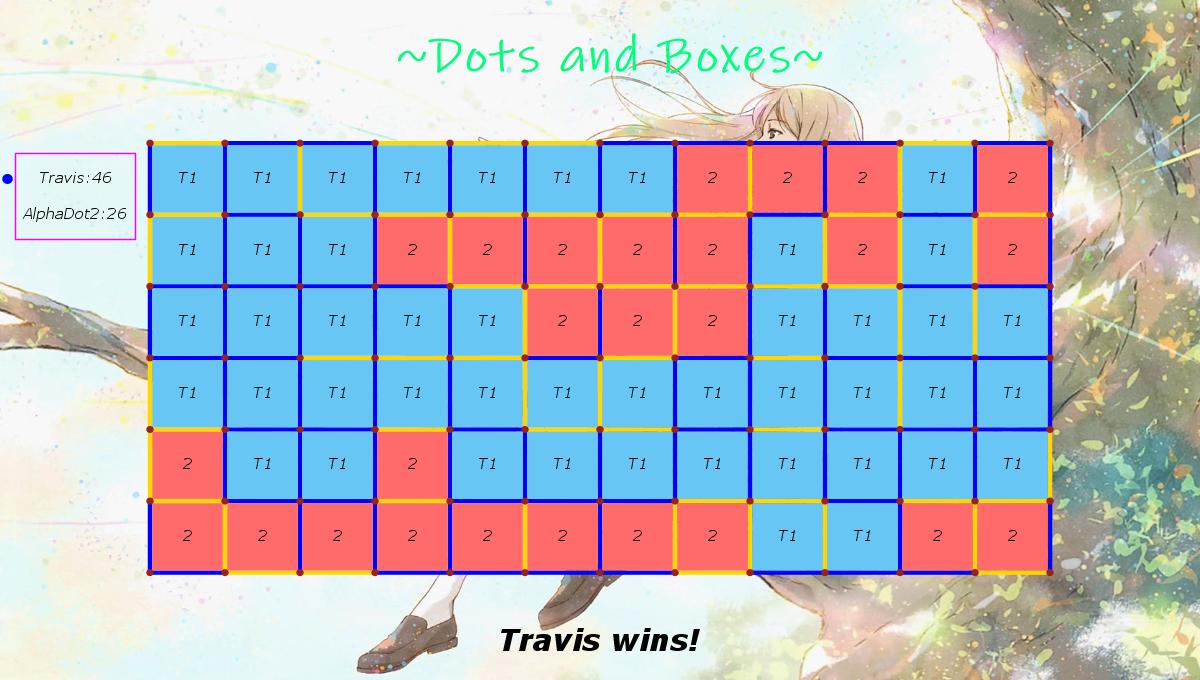 ~Dots and Boxes~
Travis:46
AlphaDot2:26
T1 T1 T1 T1 T1 T1 T1 2 2 2 T1 2
T1 T1 T1 2 2 2 2 2 T1 2 T1 2
T1 T1 T1 T1 T1 2 2 2 T1 T1 T1 T1
T1 T1 T1 T1 T1 T1 T1 T1 T1 T1 T1 T1
2 T1 T1 2 T1 T1 T1 T1 T1 T1 T1 T1
2 2 2 2 2 2 2 2 T1 T1 2 2
Travis wins!